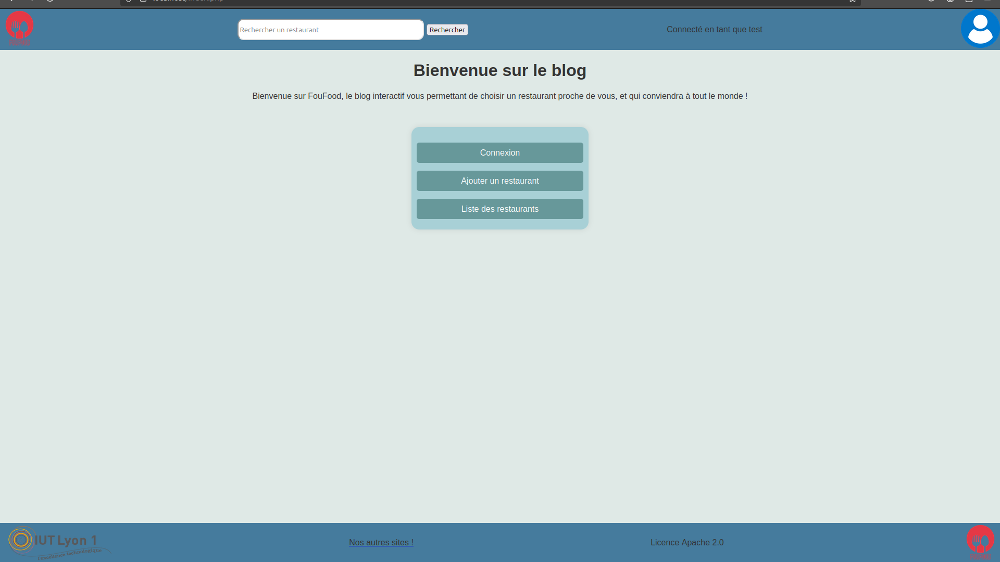 Rechercher un restaurant
Rechercher
Connecté en tant que test
Bienvenue sur le blog
Bienvenue sur FouFood, le blog interactif vous permettant de choisir un restaurant proche de vous, et qui conviendra à tout le monde !
Connexion
Ajouter un restaurant
Liste des restaurants
IUT Lyon 1
l'excellence technologique
Nos autres sites !
Licence Apache 2.0